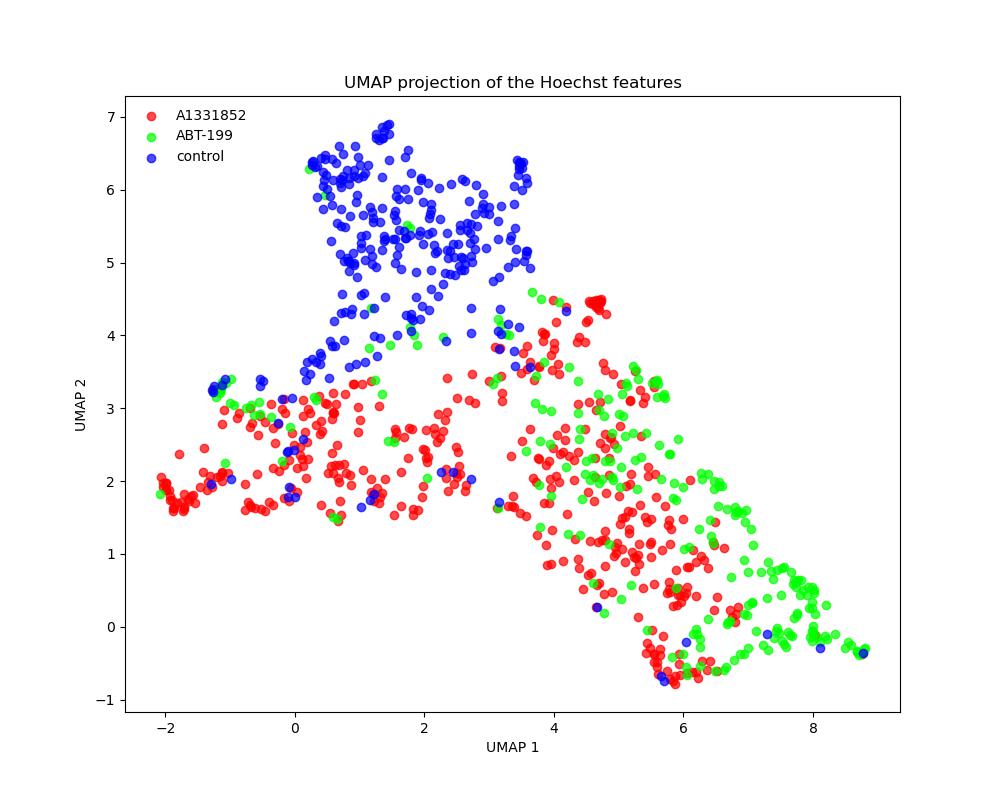 UMAP projection of the Hoechst features
A1331852
ABT-199
control
7
6
5
4
3
2
1
0
−1
UMAP 2
−2
0
2
4
6
8
UMAP 1